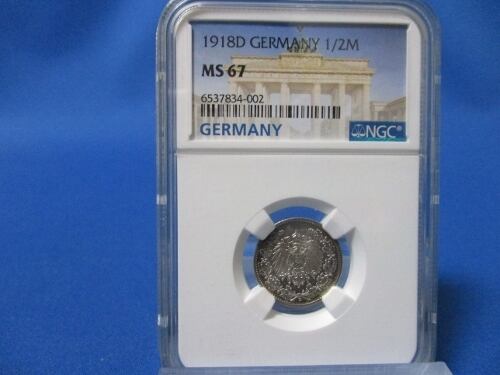 1918D GERMANY 1/2M
MS 67
6537834-002
GERMANY
NGC®